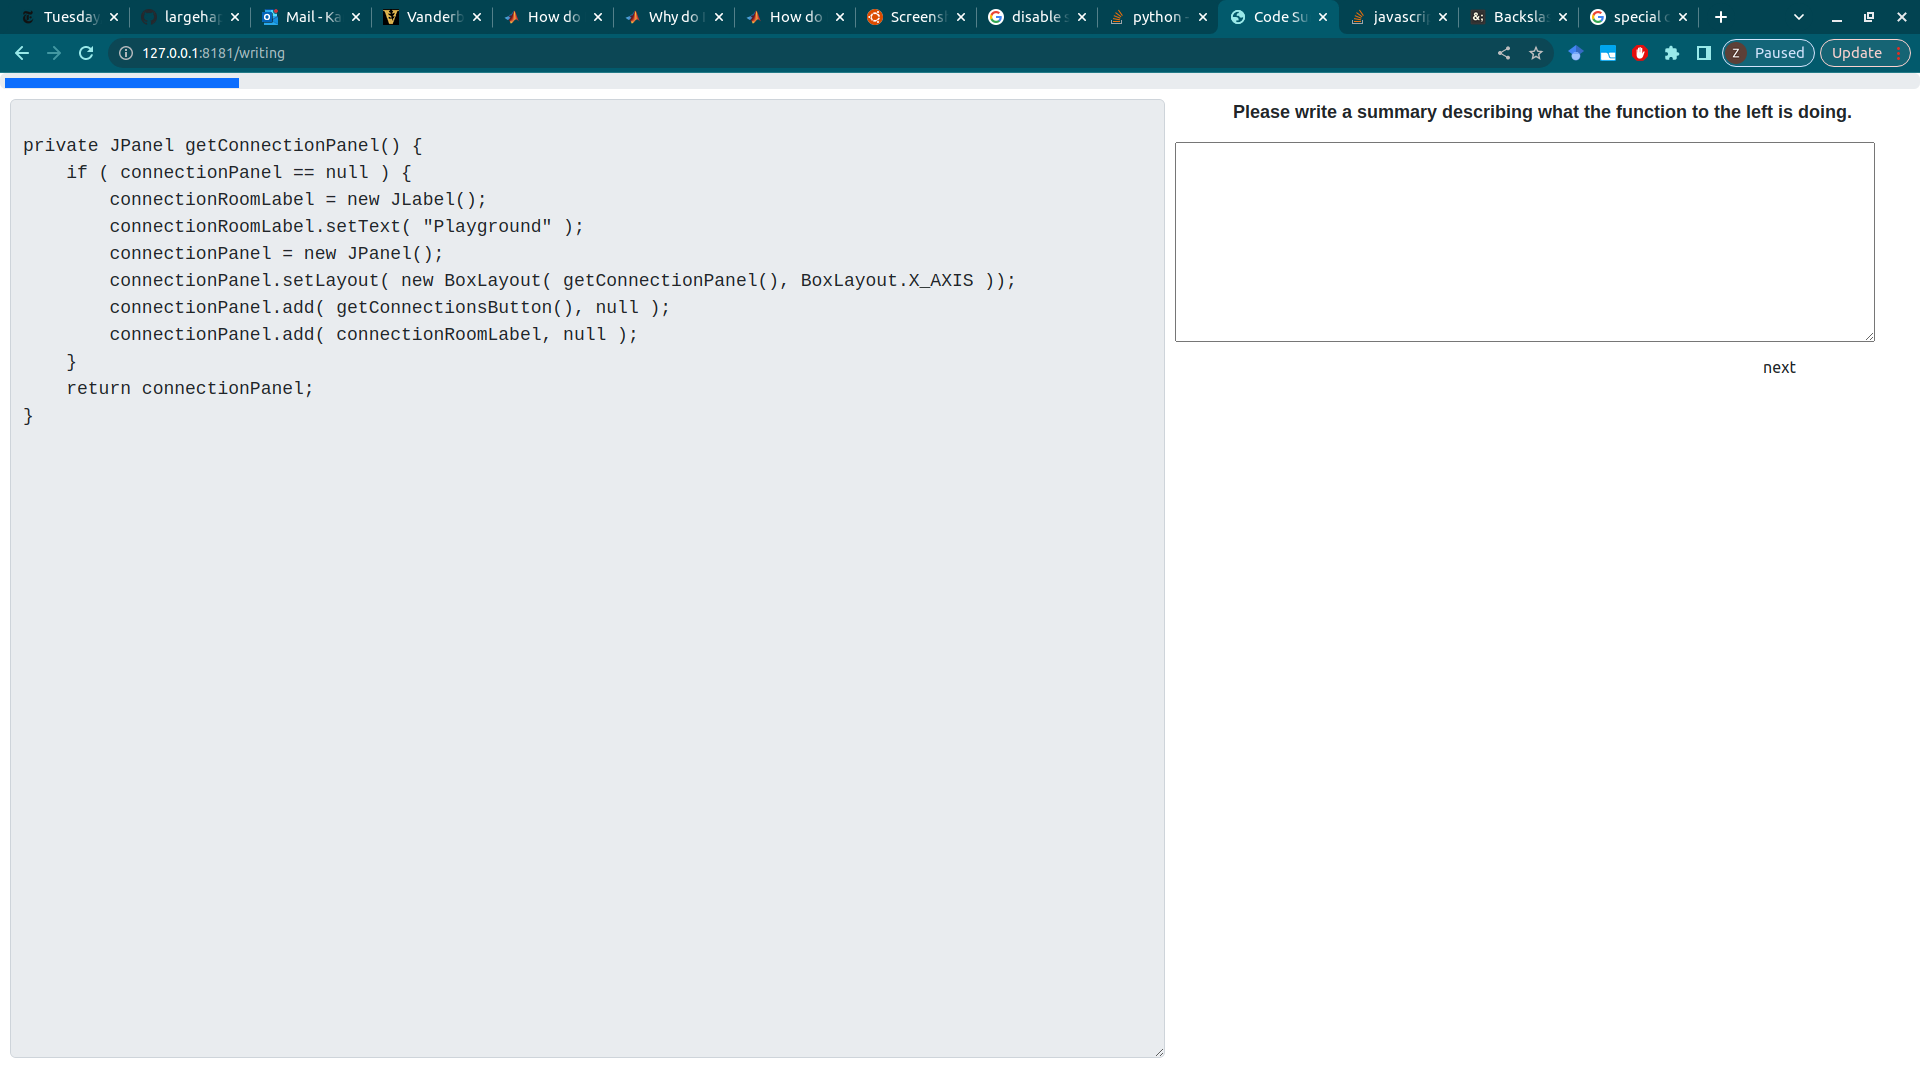 Tuesday
largehap
Mail - Ka
Vanderb
How do
Why do
How do
Screens
disable s
python -
Code Su
javascri
Backsla
special c
127.0.0.1:8181/writing
Z Paused
Update
private JPanel getConnectionPanel() {
    if ( connectionPanel == null ) {
        connectionRoomLabel = new JLabel();
        connectionRoomLabel.setText( "Playground" );
        connectionPanel = new JPanel();
        connectionPanel.setLayout( new BoxLayout( getConnectionPanel(), BoxLayout.X_AXIS ));
        connectionPanel.add( getConnectionsButton(), null );
        connectionPanel.add( connectionRoomLabel, null );
    }
    return connectionPanel;
}
Please write a summary describing what the function to the left is doing.
next